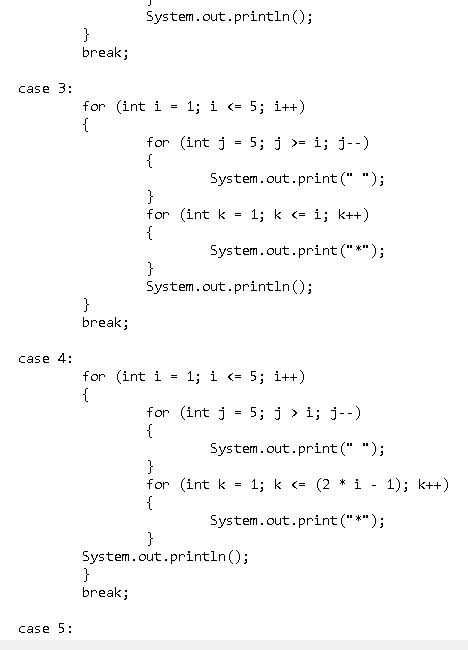 }
System.out.println();
}
break;
case 3:
for (int i = 1; i <= 5; i++)
{
for (int j = 5; j >= i; j--)
{
System.out.print(" ");
}
for (int k = 1; k <= i; k++)
{
System.out.print("*");
}
System.out.println();
}
break;
case 4:
for (int i = 1; i <= 5; i++)
{
for (int j = 5; j > i; j--)
{
System.out.print(" ");
}
for (int k = 1; k <= (2 * i - 1); k++)
{
System.out.print("*");
}
System.out.println();
}
break;
case 5: